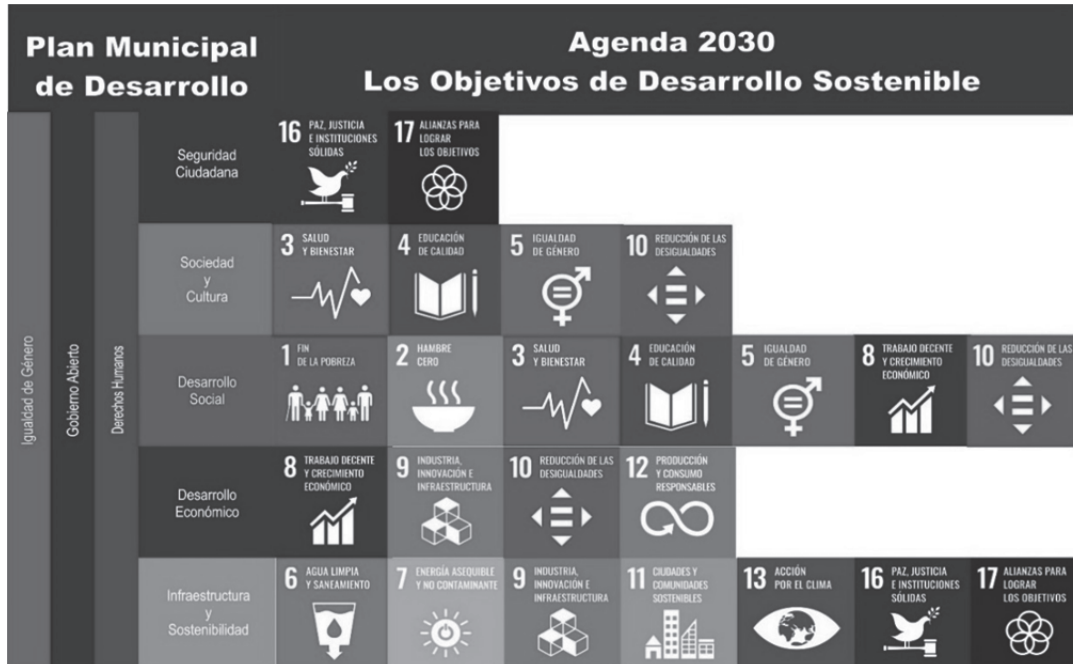 Plan Municipal
de Desarrollo
Agenda 2030
Los Objetivos de Desarrollo Sostenible
Igualdad de Género
Gobierno Abierto
Derechos Humanos
Seguridad
Ciudadana
16 PAZ, JUSTICIA
E INSTITUCIONES
SÓLIDAS
17 ALIANZAS PARA
LOGRAR
LOS OBJETIVOS
Sociedad
y
Cultura
3 SALUD
Y BIENESTAR
4 EDUCACIÓN
DE CALIDAD
5 IGUALDAD
DE GÉNERO
10 REDUCCIÓN DE LAS
DESIGUALDADES
Desarrollo
Social
1 FIN
DE LA POBREZA
2 HAMBRE
CERO
3 SALUD
Y BIENESTAR
4 EDUCACIÓN
DE CALIDAD
5 IGUALDAD
DE GÉNERO
8 TRABAJO DECENTE
Y CRECIMIENTO
ECONÓMICO
10 REDUCCIÓN DE LAS
DESIGUALDADES
Desarrollo
Económico
8 TRABAJO DECENTE
Y CRECIMIENTO
ECONÓMICO
9 INDUSTRIA,
INNOVACIÓN E
INFRAESTRUCTURA
10 REDUCCIÓN DE LAS
DESIGUALDADES
12 PRODUCCIÓN
Y CONSUMO
RESPONSABLES
Infraestructura
y
Sostenibilidad
6 AGUA LIMPIA
Y SANEAMIENTO
7 ENERGÍA ASEQUIBLE
Y NO CONTAMINANTE
9 INDUSTRIA,
INNOVACIÓN E
INFRAESTRUCTURA
11 CIUDADES Y
COMUNIDADES
SOSTENIBLES
13 ACCIÓN
POR EL CLIMA
16 PAZ, JUSTICIA
E INSTITUCIONES
SÓLIDAS
17 ALIANZAS PARA
LOGRAR
LOS OBJETIVOS